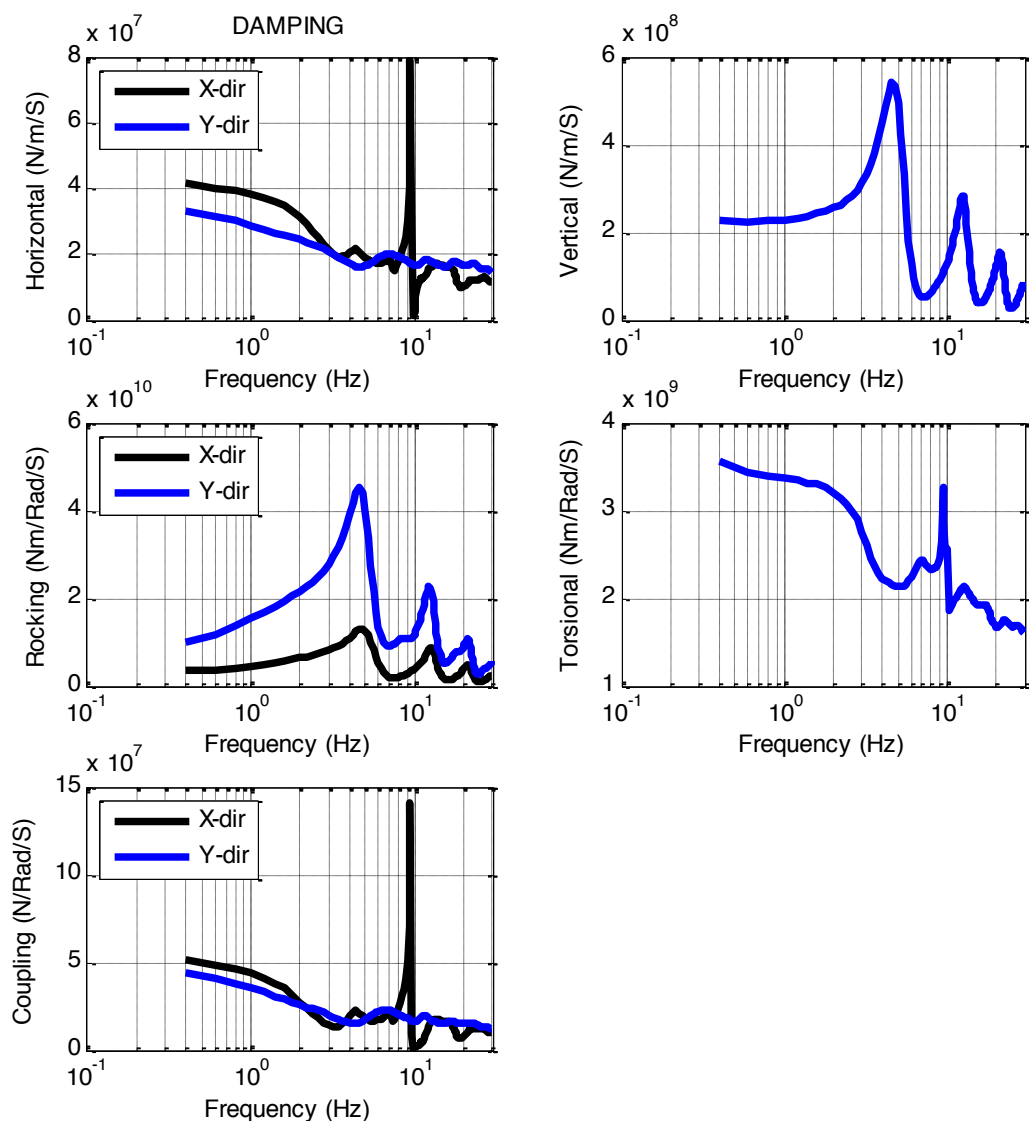 DAMPING
x 10^7
8
6
4
2
0
Horizontal (N/m/S)
X-dir
Y-dir
10^-1 10^0 10^1
Frequency (Hz)
x 10^8
6
4
2
0
Vertical (N/m/S)
10^-1 10^0 10^1
Frequency (Hz)
x 10^10
6
4
2
0
Rocking (Nm/Rad/S)
X-dir
Y-dir
10^-1 10^0 10^1
Frequency (Hz)
x 10^9
4
3
2
1
Torsional (Nm/Rad/S)
10^-1 10^0 10^1
Frequency (Hz)
x 10^7
15
10
5
0
Coupling (N/Rad/S)
X-dir
Y-dir
10^-1 10^0 10^1
Frequency (Hz)